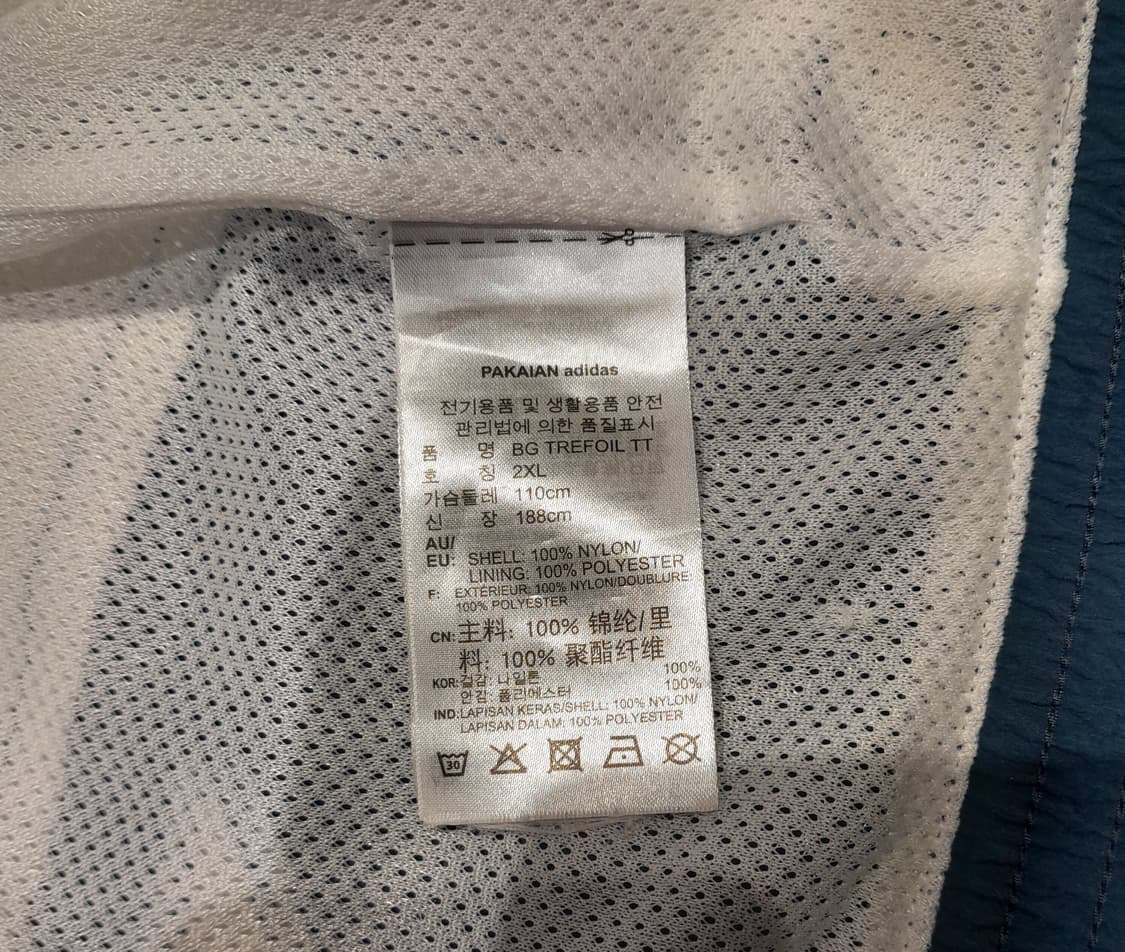 PAKAIAN adidas
전기용품 및 생활용품 안전
관리법에 의한 품질표시
품 명 BG TREFOIL TT
호 칭 2XL
가슴둘레 110cm
신 장 188cm
AU/
EU: SHELL: 100% NYLON/
LINING: 100% POLYESTER
F: EXTÉRIEUR: 100% NYLON/DOUBLURE:
100% POLYESTER
CN: 主料: 100% 锦纶/里
料: 100% 聚酯纤维
KOR: 겉감: 나일론 100%
안감: 폴리에스터 100%
IND: LAPISAN KERAS/SHELL: 100% NYLON/
LAPISAN DALAM: 100% POLYESTER
30